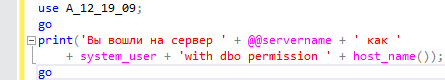 use A_12_19_09;
go
print('Вы вошли на сервер ' + @@servername + ' как '
+ system_user + 'with dbo permission ' + host_name());
go